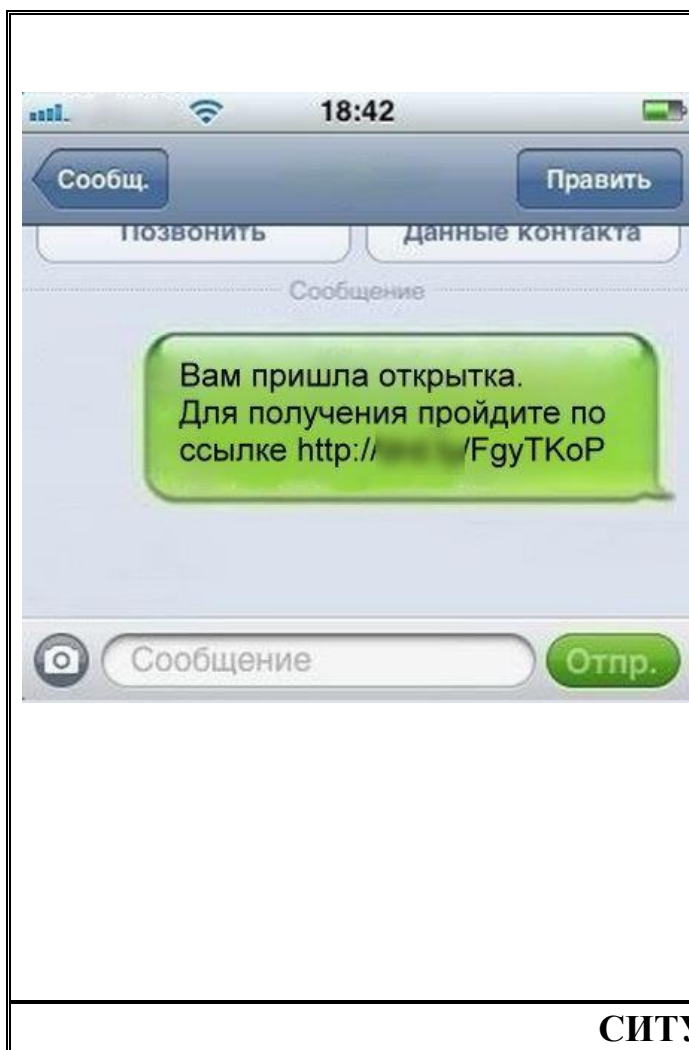 18:42
Сообщ.
Править
Позвонить
Данные контакта
Сообщение
Вам пришла открытка.
Для получения пройдите по
ссылке http:// /FgyTKoP
Сообщение
Отпр.
СИТУ